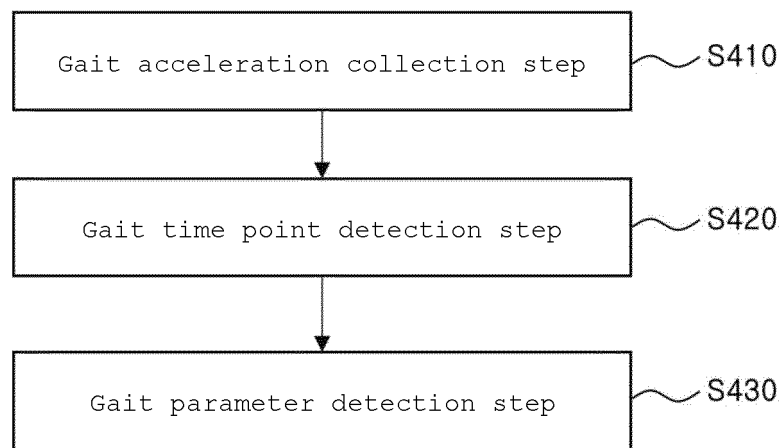 Gait acceleration collection step
S410
Gait time point detection step
S420
Gait parameter detection step
S430